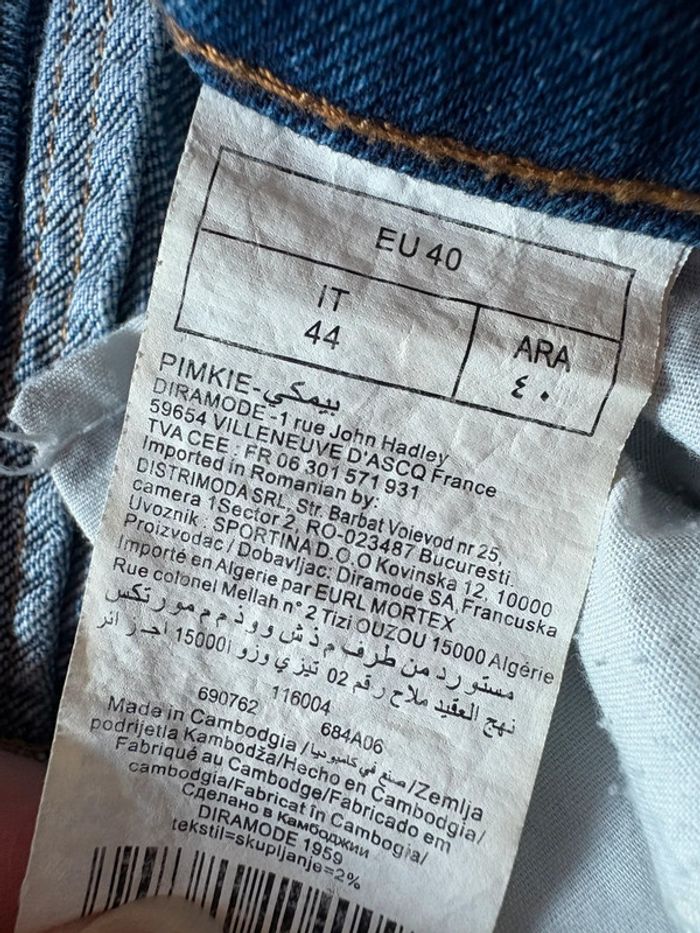 EU 40
IT
44
ARA
٤٠
PIMKIE-بيمكي
DIRAMODE-1 rue John Hadley
59654 VILLENEUVE D'ASCQ France
TVA CEE : FR 06 301 571 931
Imported in Romanian by:
DISTRIMODA SRL, Str. Barbat Voievod nr 25,
camera 1Sector 2, RO-023487 Bucuresti.
Uvoznik : SPORTINA D.O.O Kovinska 12, 10000
Proizvodac / Dobavljac: Diramode SA, Francuska
Importé en Algerie par EURL MORTEX
Rue colonel Mellah n° 2 Tizi OUZOU 15000 Algérie
مستورد من طرف م ذ ش و و ذ م م مورتكس
نهج العقيد ملاح رقم 02 تيزي وزو 15000
690762 116004
684A06
Made in Cambodgia / صنع في كامبوديا /Zemlja
podrijetla Kambodža/Hecho en Cambodgia/
Fabriqué au Cambodge/Fabricado em
cambodgia/Fabricat în Cambogia/
Сделано в Камбоджии
DIRAMODE 1959
tekstil=skupljanje=2%